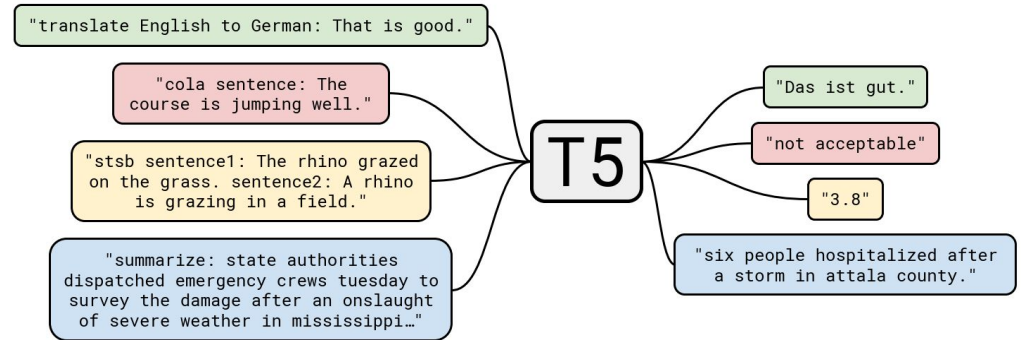 "translate English to German: That is good."
"cola sentence: The
course is jumping well."
"stsb sentence1: The rhino grazed
on the grass. sentence2: A rhino
is grazing in a field."
"summarize: state authorities
dispatched emergency crews tuesday to
survey the damage after an onslaught
of severe weather in mississippi…"
T5
"Das ist gut."
"not acceptable"
"3.8"
"six people hospitalized after
a storm in attala county."